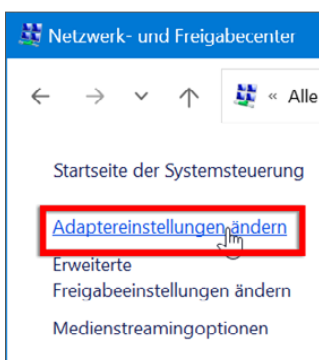 Netzwerk- und Freigabecenter
« Alle
Startseite der Systemsteuerung
Adaptereinstellungen ändern
Erweiterte
Freigabeeinstellungen ändern
Medienstreamingoptionen